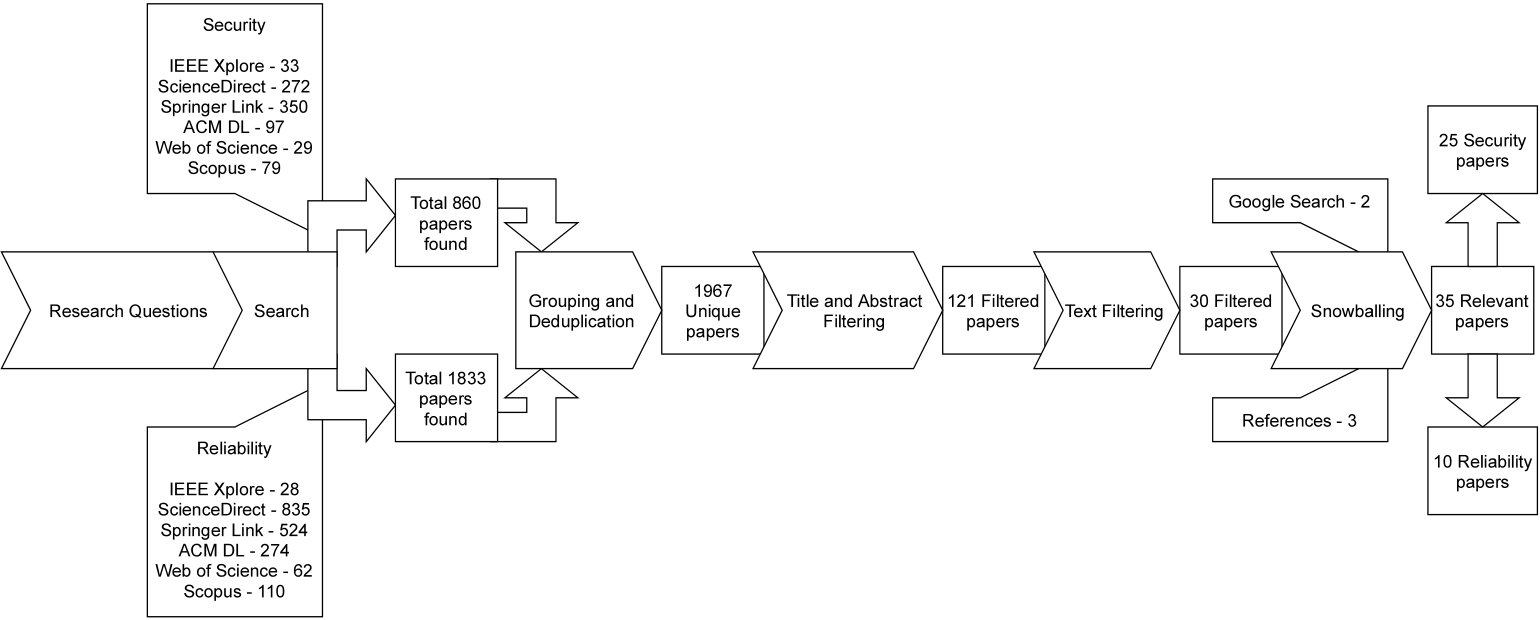 Security
IEEE Xplore - 33
ScienceDirect - 272
Springer Link - 350
ACM DL - 97
Web of Science - 29
Scopus - 79
Research Questions
Search
Reliability
IEEE Xplore - 28
ScienceDirect - 835
Springer Link - 524
ACM DL - 274
Web of Science - 62
Scopus - 110
Total 860
papers
found
Total 1833
papers
found
Grouping and
Deduplication
1967
Unique
papers
Title and Abstract
Filtering
121 Filtered
papers
Text Filtering
30 Filtered
papers
Google Search - 2
Snowballing
References - 3
35 Relevant
papers
25 Security
papers
10 Reliability
papers